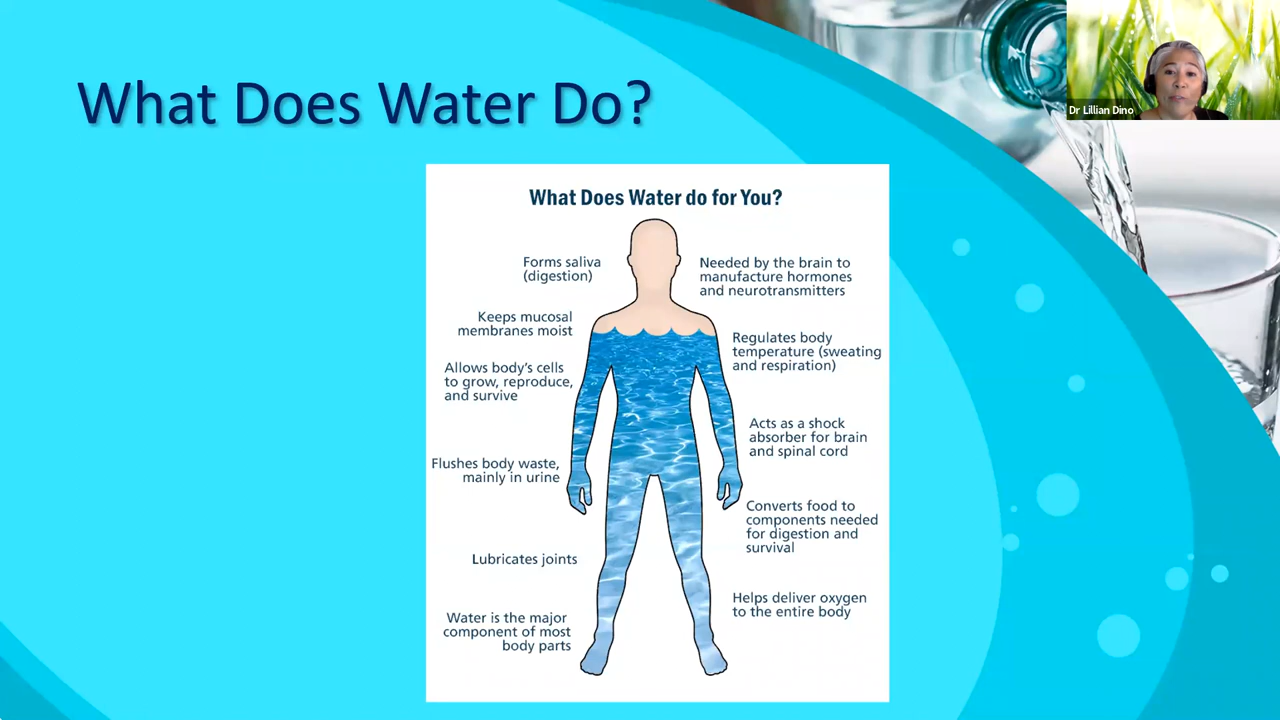 What Does Water Do?
Dr Lillian Dino
What Does Water do for You?
Forms saliva
(digestion)
Keeps mucosal
membranes moist
Allows body's cells
to grow, reproduce,
and survive
Flushes body waste,
mainly in urine
Lubricates joints
Water is the major
component of most
body parts
Needed by the brain to
manufacture hormones
and neurotransmitters
Regulates body
temperature (sweating
and respiration)
Acts as a shock
absorber for brain
and spinal cord
Converts food to
components needed
for digestion and
survival
Helps deliver oxygen
to the entire body